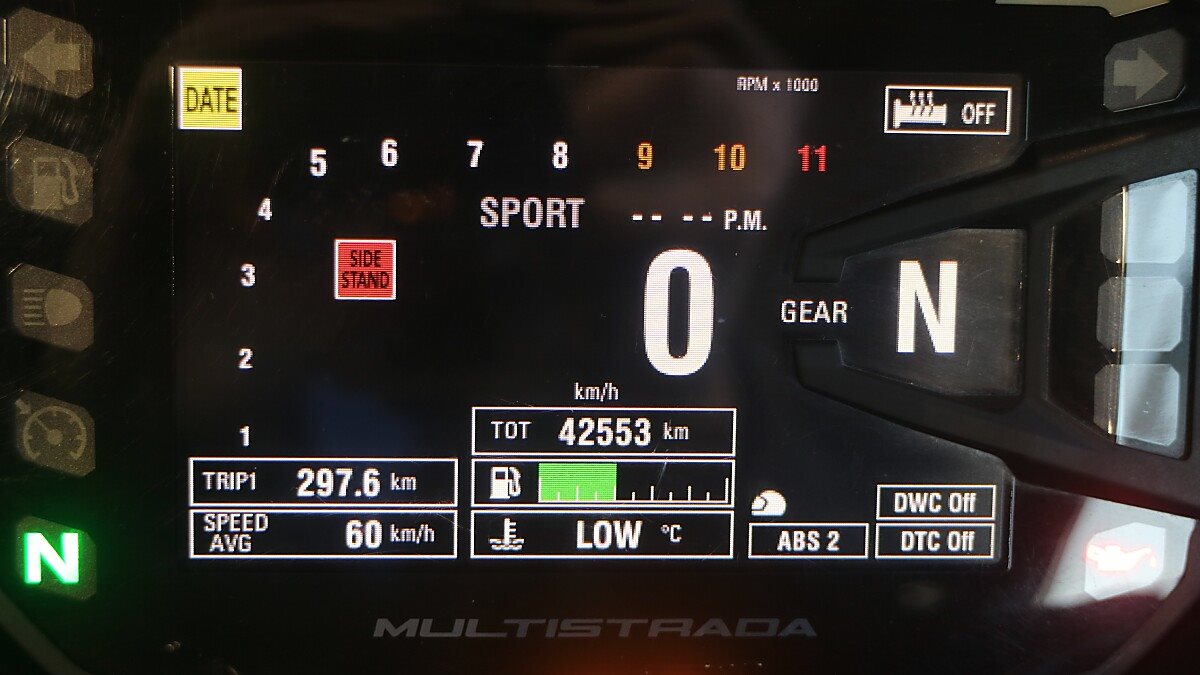 DATE
RPM x 1000
OFF
5 6 7 8 9 10 11
4
SPORT -- -- P.M.
3
SIDE
STAND
0
GEAR N
2
km/h
1
TOT 42553 km
TRIP1 297.6 km
SPEED
AVG 60 km/h
LOW °C
DWC Off
ABS 2
DTC Off
N
MULTISTRADA